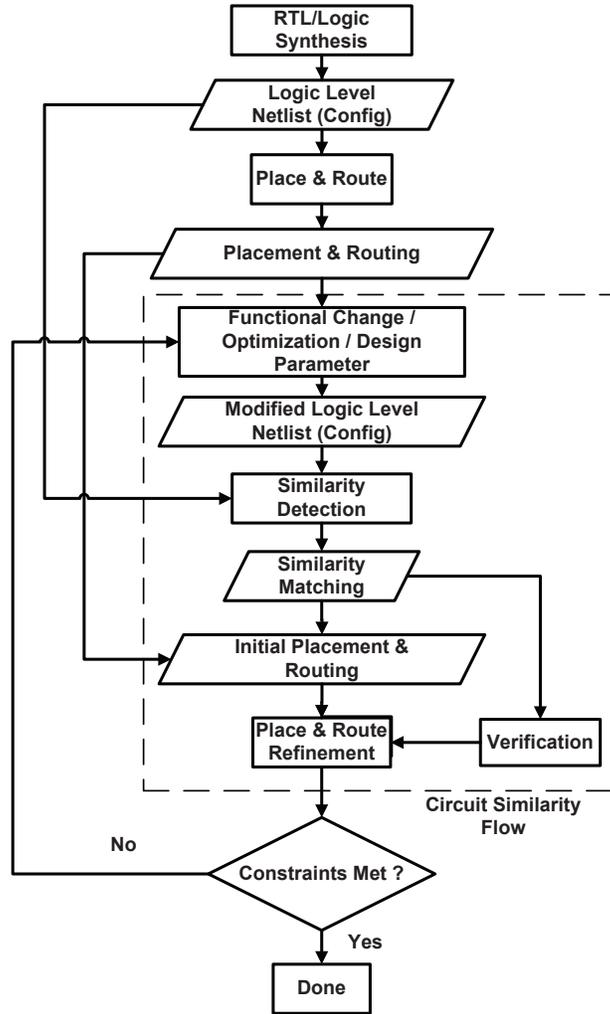 RTL/Logic
Synthesis
Logic Level
Netlist (Config)
Place & Route
Placement & Routing
Functional Change /
Optimization / Design
Parameter
Modified Logic Level
Netlist (Config)
Similarity
Detection
Similarity
Matching
Initial Placement &
Routing
Place & Route
Refinement
Verification
Circuit Similarity
Flow
No
Constraints Met ?
Yes
Done